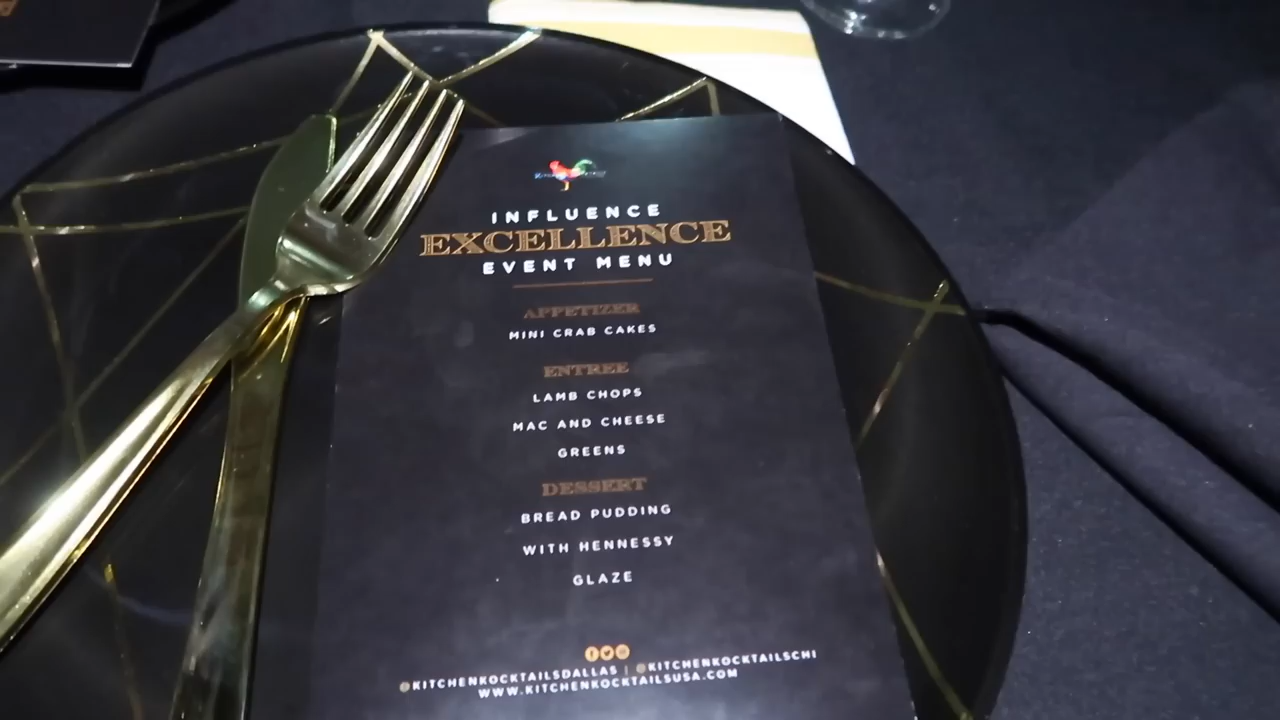 INFLUENCE
EXCELLENCE
EVENT MENU
APPETIZER
MINI CRAB CAKES
ENTREE
LAMB CHOPS
MAC AND CHEESE
GREENS
DESSERT
BREAD PUDDING
WITH HENNESSY
GLAZE
@KITCHENKOCKTAILSDALLAS | @KITCHENKOCKTAILSCHI
WWW.KITCHENKOCKTAILSUSA.COM